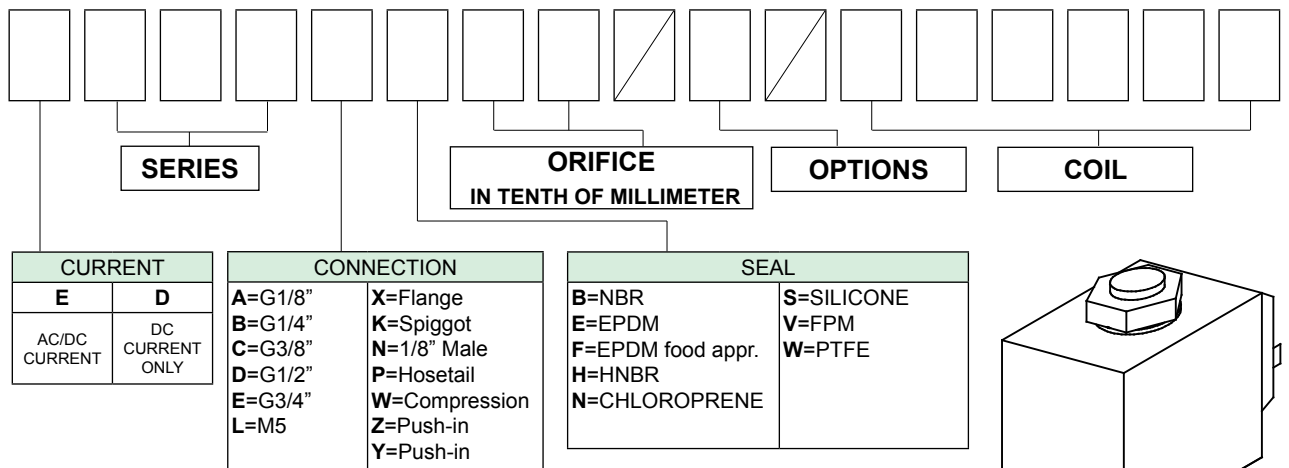 SERIES
ORIFICE
IN TENTH OF MILLIMETER
OPTIONS
COIL
CURRENT
E D
AC/DC
CURRENT
DC
CURRENT
ONLY
CONNECTION
A=G1/8”
B=G1/4”
C=G3/8”
D=G1/2”
E=G3/4”
L=M5
X=Flange
K=Spiggot
N=1/8” Male
P=Hosetail
W=Compression
Z=Push-in
Y=Push-in
SEAL
B=NBR
E=EPDM
F=EPDM food appr.
H=HNBR
N=CHLOROPRENE
S=SILICONE
V=FPM
W=PTFE